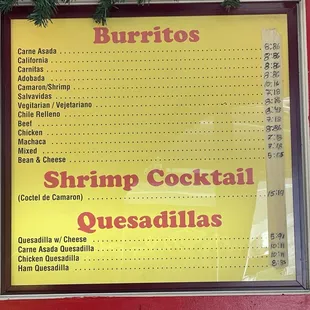 Burritos
Carne Asada
California
Carnitas
Adobada
Camaron/Shrimp
Salvavidas
Vegitarian / Vejetariano
Chile Relleno
Beef
Chicken
Machaca
Mixed
Bean & Cheese
Shrimp Cocktail
(Coctel de Camaron)
Quesadillas
Quesadilla w/ Cheese
Carne Asada Quesadilla
Chicken Quesadilla
Ham Quesadilla